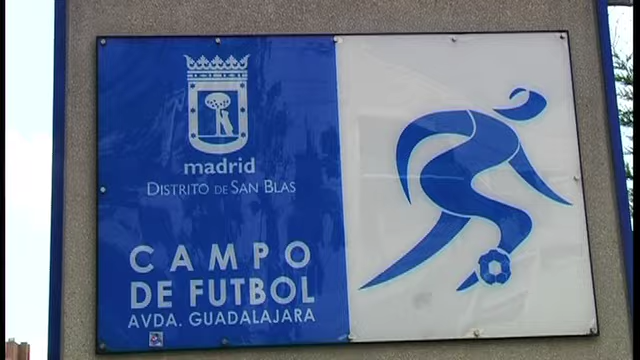 madrid
DISTRITO DE SAN BLAS
CAMPO
DE FUTBOL
AVDA. GUADALAJARA